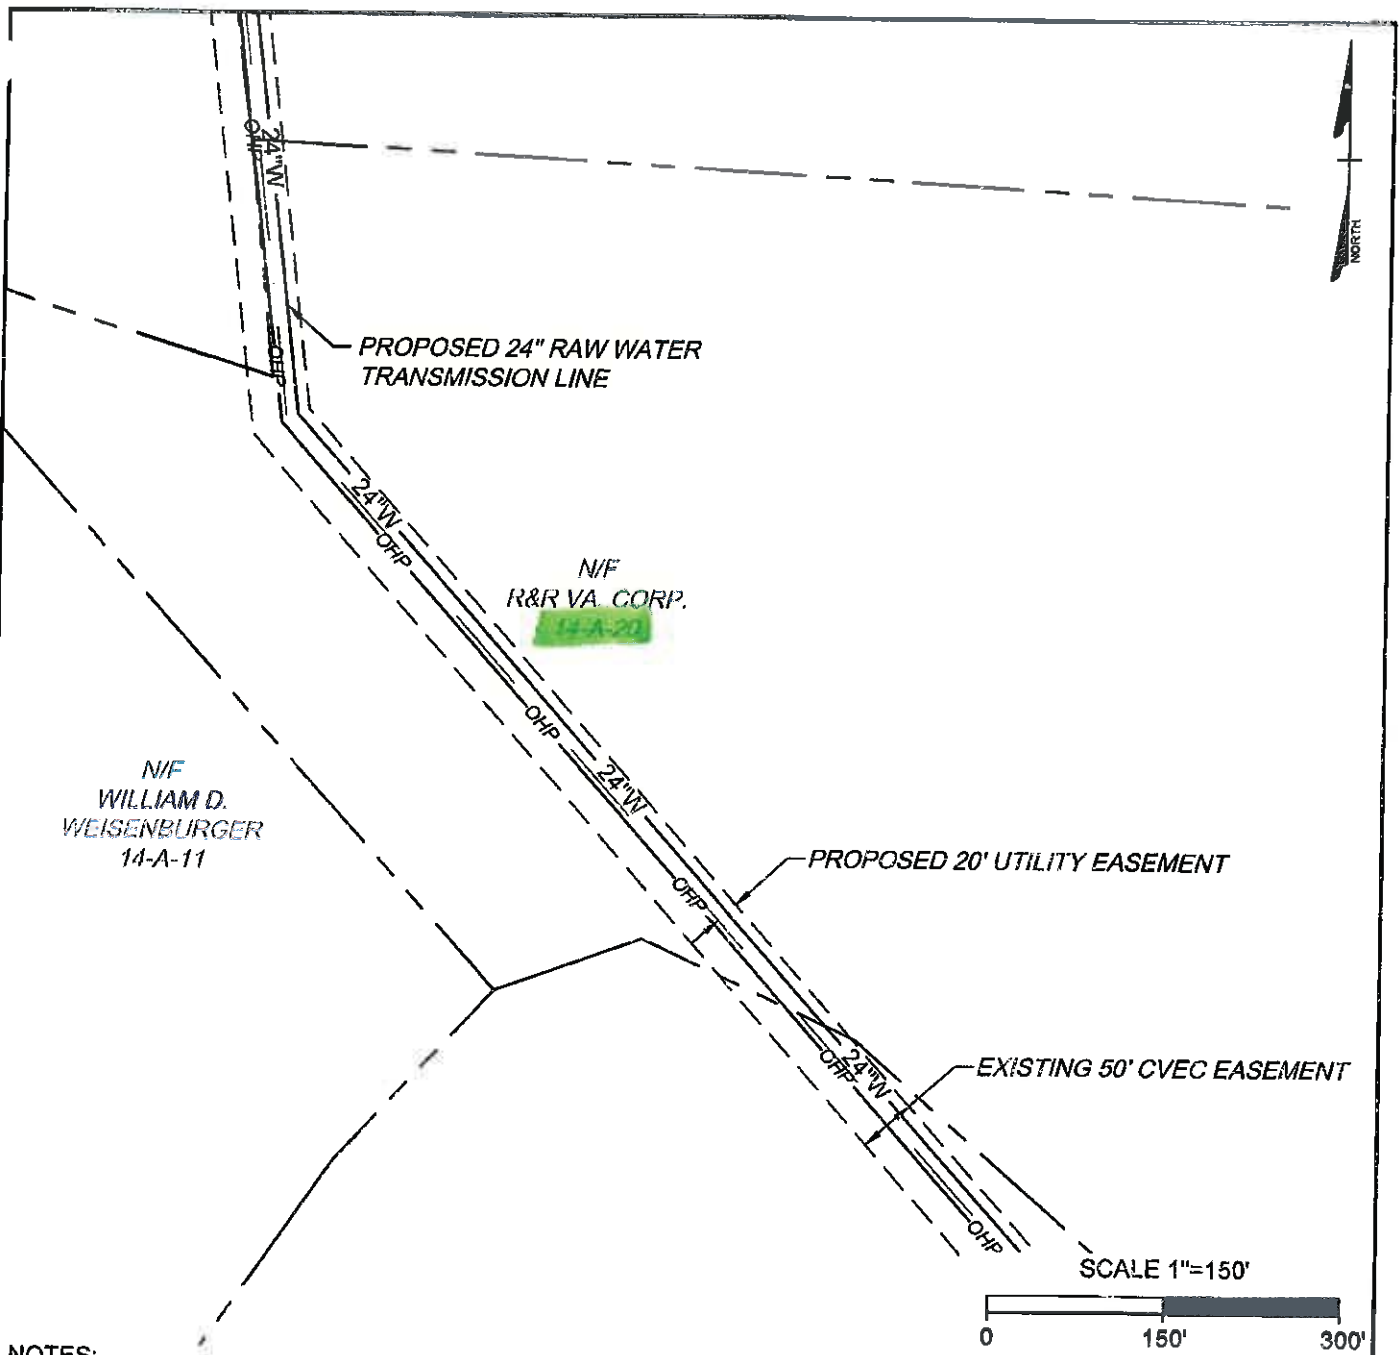 24"W
OHP
NORTH
PROPOSED 24" RAW WATER
TRANSMISSION LINE
OHP
24"W
OHP
N/F
R&R VA. CORP.
14-A-20
OHP
N/F
WILLIAM D.
WEISENBURGER
14-A-11
24"W
PROPOSED 20' UTILITY EASEMENT
OHP
24"W
OHP
EXISTING 50' CVEC EASEMENT
OHP
SCALE 1"=150'
0 150' 300'
NOTES: